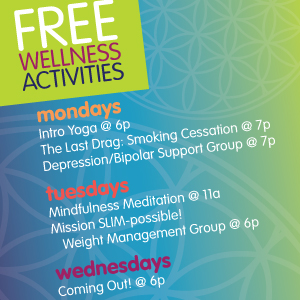 FREE
WELLNESS
ACTIVITIES
mondays
Intro Yoga @ 6p
The Last Drag: Smoking Cessation @ 7p
Depression/Bipolar Support Group @ 7p
tuesdays
Mindfulness Meditation @ 11a
Mission SLIM-possible!
Weight Management Group @ 6p
wednesdays
Coming Out! @ 6p